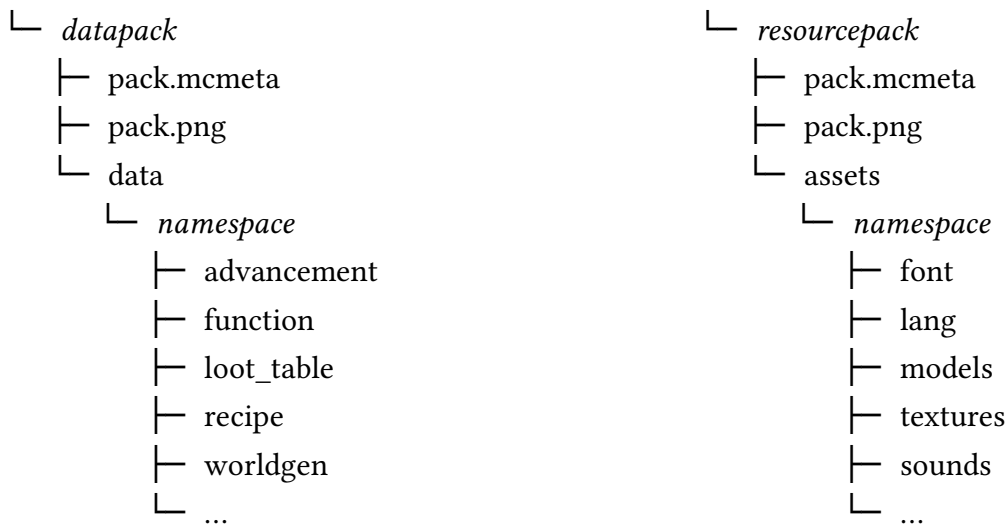 datapack
pack.mcmeta
pack.png
data
namespace
advancement
function
loot_table
recipe
worldgen
...
resourcepack
pack.mcmeta
pack.png
assets
namespace
font
lang
models
textures
sounds
...